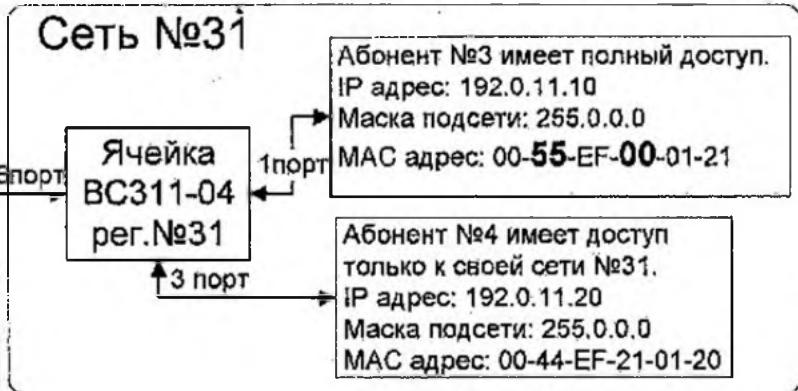 Сеть №31
Абонент №3 имеет полный доступ.
IP адрес: 192.0.11.10
Маска подсети: 255.0.0.0
MAC адрес: 00-55-EF-00-01-21
Ячейка
ВС311-04
рег.№31
1порт
порт
3 порт
Абонент №4 имеет доступ
только к своей сети №31.
IP адрес: 192.0.11.20
Маска подсети: 255.0.0.0
MAC адрес: 00-44-EF-21-01-20